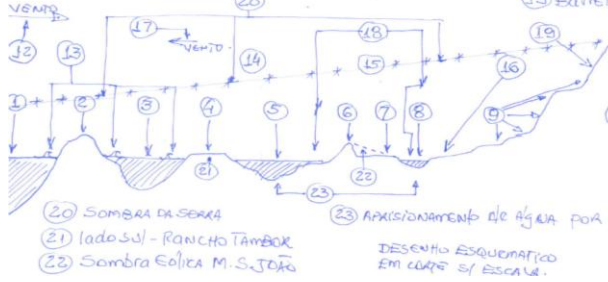 20
VENTO
12
17
VENTO.
18
19
13
14
15
16
1
2
3
4
5
6
7
8
9
21
22
23
20 SOMBRA DA SERRA
21 lado Sul - RANCHO TAMBOR
22 Sombra EÓLICA M. S. JOÃO
23 APRISIONAMENTO DE ÁGUA POR
DESENHO ESQUEMATICO
EM CORTE S/ ESCALA.